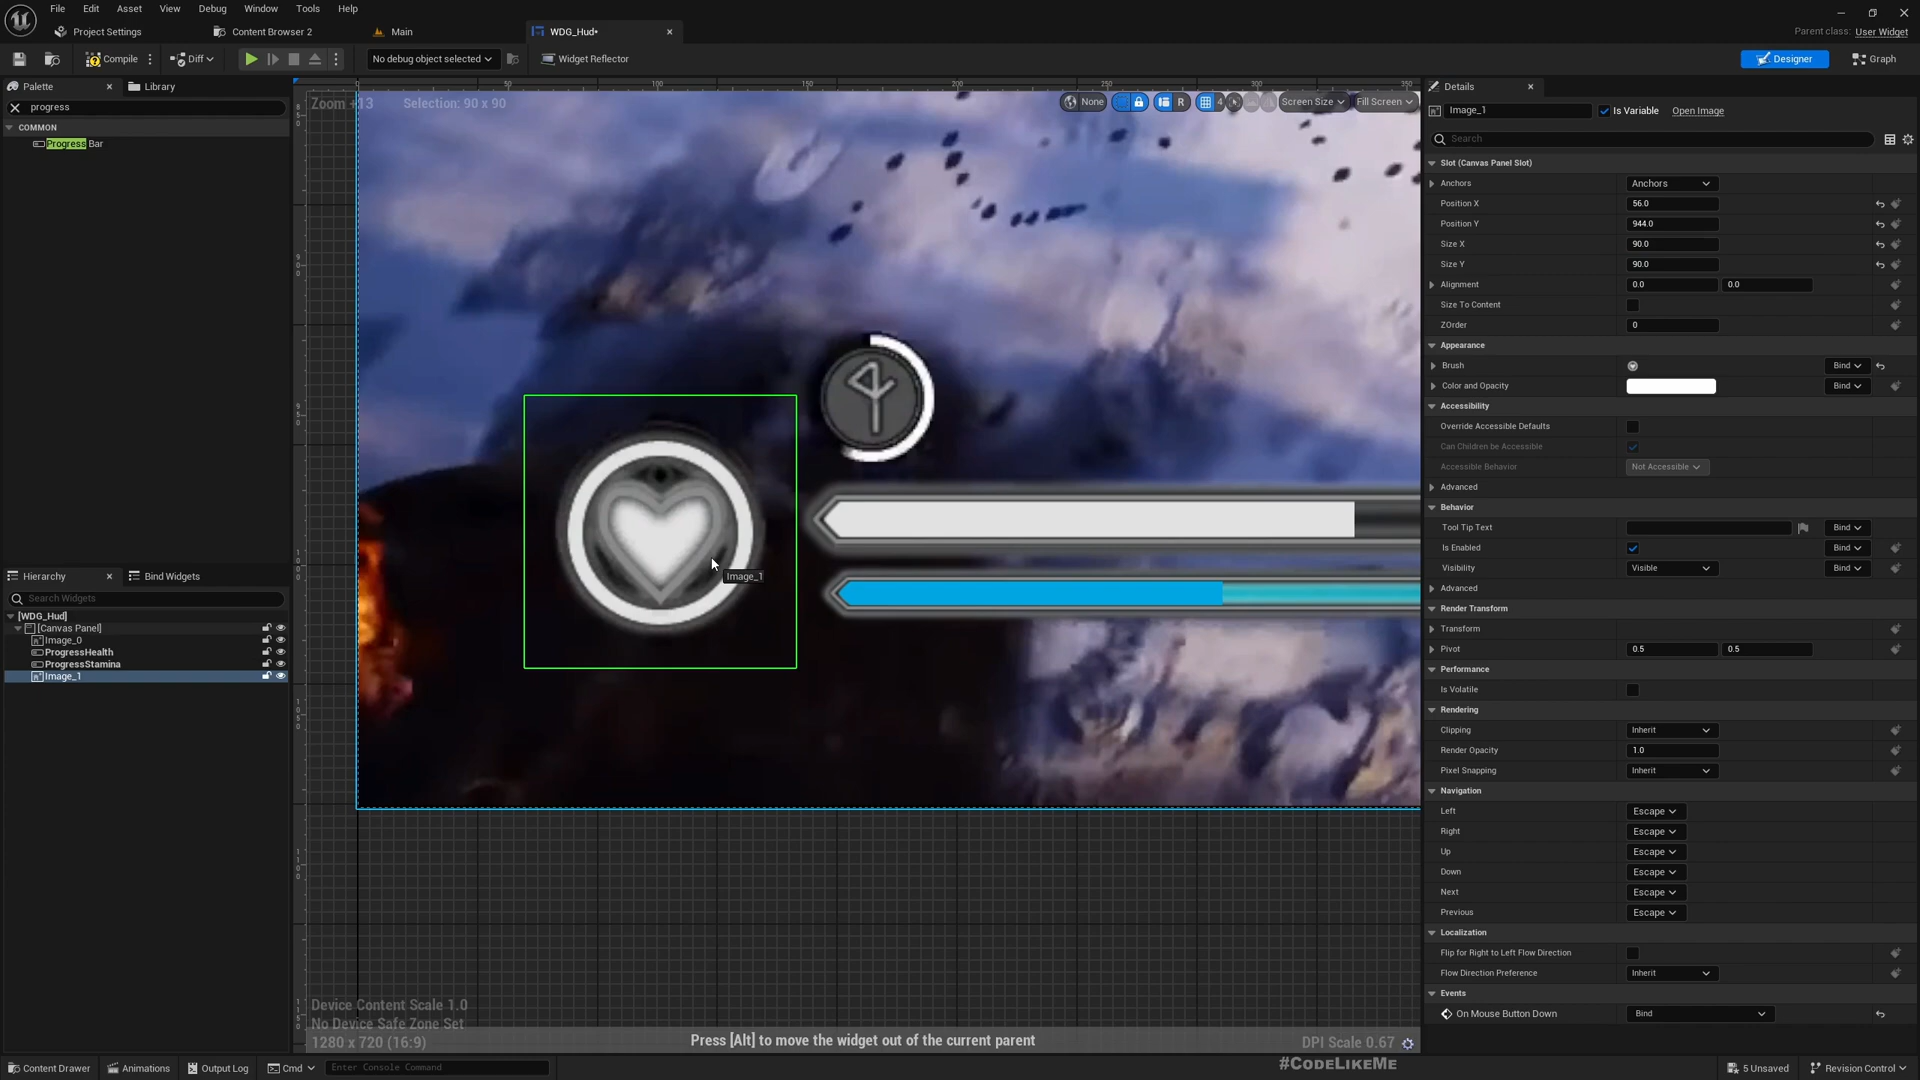 File Edit Asset View Debug Window Tools Help
Project Settings Content Browser 2 Main WDG_Hud•
Parent class: User Widget
Compile Diff No debug object selected Widget Reflector Designer Graph
Palette Library
progress
COMMON
Progress Bar
Hierarchy Bind Widgets
Search Widgets
[WDG_Hud]
[Canvas Panel]
Image_0
ProgressHealth
ProgressStamina
Image_1
0 50 100 150 200 250 300 350
Zoom +13 Selection: 90 x 90
None R 4 Screen Size Fill Screen
Image_1
Device Content Scale 1.0
No Device Safe Zone Set
1280 x 720 (16:9)
Press [Alt] to move the widget out of the current parent
DPI Scale 0.67
Details
Image_1 Is Variable Open Image
Search
Slot (Canvas Panel Slot)
Anchors Anchors
Position X 56.0
Position Y 944.0
Size X 90.0
Size Y 90.0
Alignment 0.0 0.0
Size To Content
ZOrder 0
Appearance
Brush Bind
Color and Opacity Bind
Accessibility
Override Accessible Defaults
Can Children be Accessible
Accessible Behavior Not Accessible
Advanced
Behavior
Tool Tip Text Bind
Is Enabled Bind
Visibility Visible Bind
Advanced
Render Transform
Transform
Pivot 0.5 0.5
Performance
Is Volatile
Rendering
Clipping Inherit
Render Opacity 1.0
Pixel Snapping Inherit
Navigation
Left Escape
Right Escape
Up Escape
Down Escape
Next Escape
Previous Escape
Localization
Flip for Right to Left Flow Direction
Flow Direction Preference Inherit
Events
On Mouse Button Down Bind
Content Drawer Animations Output Log Cmd Enter Console Command
#CODELIKEME
5 Unsaved Revision Control